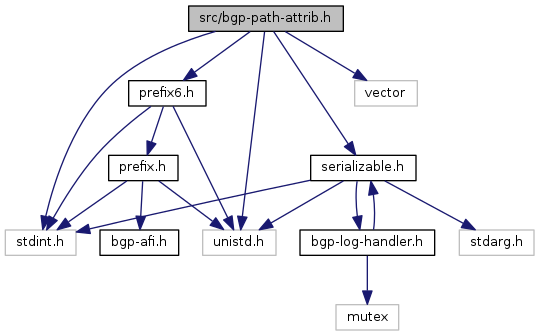 src/bgp-path-attrib.h
prefix6.h
vector
prefix.h
serializable.h
stdint.h
bgp-afi.h
unistd.h
bgp-log-handler.h
stdarg.h
mutex